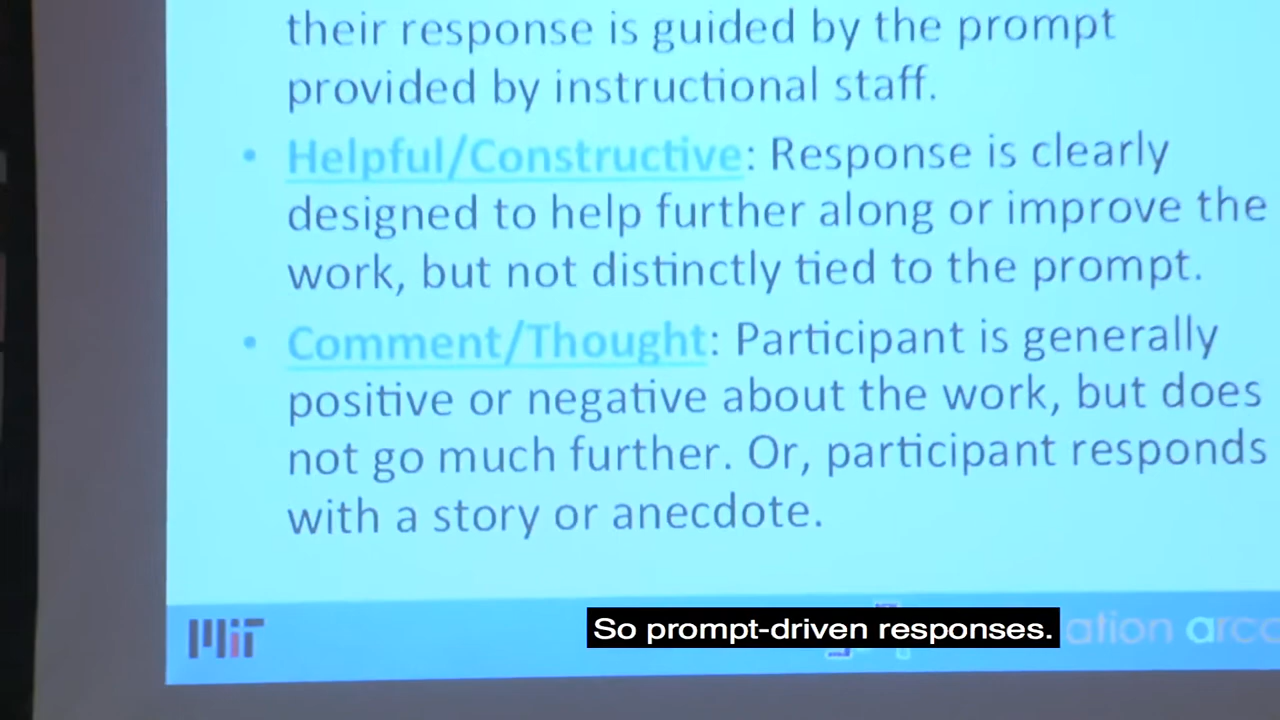 their response is guided by the prompt
provided by instructional staff.
• Helpful/Constructive: Response is clearly
designed to help further along or improve the
work, but not distinctly tied to the prompt.
• Comment/Thought: Participant is generally
positive or negative about the work, but does
not go much further. Or, participant responds
with a story or anecdote.
MiT
So prompt-driven responses.
ation arc